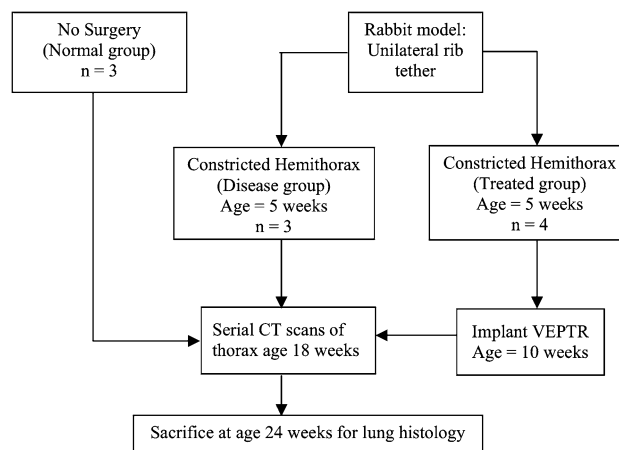 No Surgery
(Normal group)
n = 3
Rabbit model:
Unilateral rib
tether
Constricted Hemithorax
(Disease group)
Age = 5 weeks
n = 3
Constricted Hemithorax
(Treated group)
Age = 5 weeks
n = 4
Serial CT scans of
thorax age 18 weeks
Implant VEPTR
Age = 10 weeks
Sacrifice at age 24 weeks for lung histology